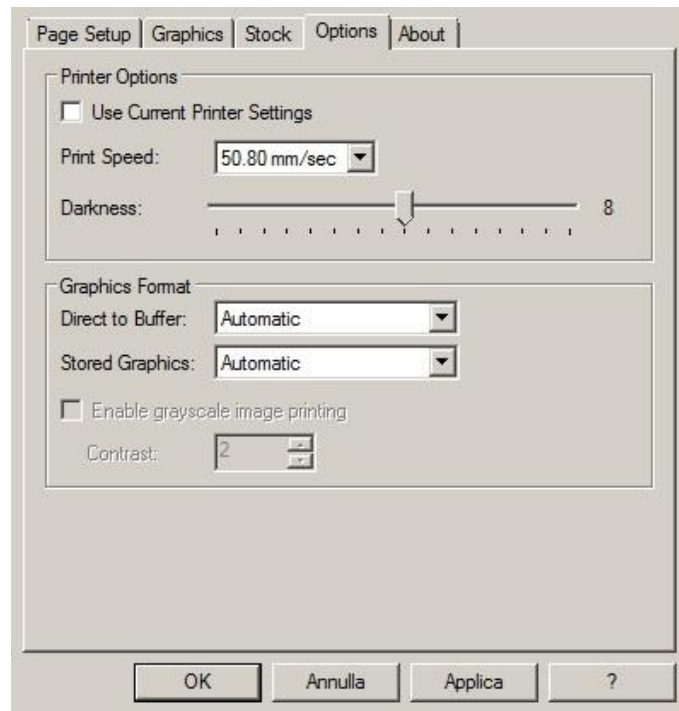 Page Setup Graphics Stock Options About
Printer Options
Use Current Printer Settings
Print Speed: 50.80 mm/sec
Darkness: 8
Graphics Format
Direct to Buffer: Automatic
Stored Graphics: Automatic
Enable grayscale image printing
Contrast: 2
OK Annulla Applica ?